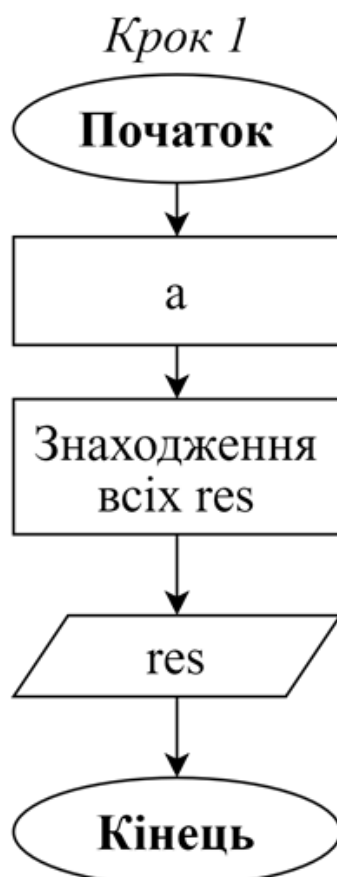 Крок 1
Початок
a
Знаходження
всіх res
res
Кінець